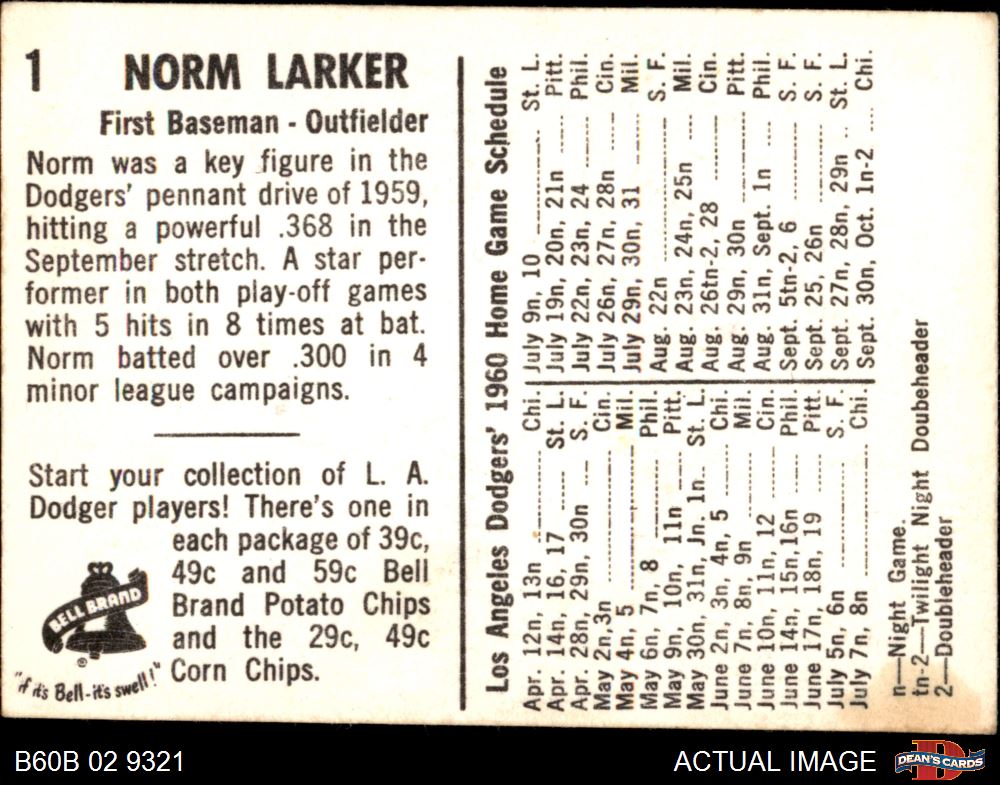 1 NORM LARKER
First Baseman - Outfielder
Norm was a key figure in the
Dodgers' pennant drive of 1959,
hitting a powerful .368 in the
September stretch. A star per-
former in both play-off games
with 5 hits in 8 times at bat.
Norm batted over .300 in 4
minor league campaigns.
Start your collection of L. A.
Dodger players! There's one in
each package of 39c,
49c and 59c Bell
Brand Potato Chips
and the 29c, 49c
Corn Chips.
BELL BRAND
®
"if it's Bell-it's swell!"
Los Angeles Dodgers' 1960 Home Game Schedule
Apr. 12n, 13n Chi.
Apr. 14n, 16, 17 St. L.
Apr. 28n, 29n, 30n S. F.
May 2n,3n Cin.
May 4n, 5 Mil.
May 6n, 7n, 8 Phil.
May 9n, 10n, 11n Pitt.
May 30n, 31n, Jn. 1n St. L.
June 2n, 3n, 4n, 5 Chi.
June 7n, 8n, 9n Mil.
June 10n, 11n, 12 Cin.
June 14n, 15n,16n Phil.
June 17n, 18n, 19 Pitt.
July 5n, 6n S. F.
July 7n, 8n Chi.
July 9n, 10 St. L.
July 19n, 20n, 21n Pitt.
July 22n, 23n, 24 Phil.
July 26n, 27n, 28n Cin.
July 29n, 30n, 31 Mil.
Aug. 22n S. F.
Aug. 23n, 24n, 25n Mil.
Aug. 26tn-2, 28 Cin.
Aug. 29n, 30n Pitt.
Aug. 31n, Sept. 1n Phil.
Sept. 5tn-2, 6 S. F.
Sept. 25, 26n S. F.
Sept. 27n, 28n, 29n St. L.
Sept. 30n, Oct. 1n-2 Chi.
n—Night Game.
tn-2—Twilight Night Doubeheader
2—Doubleheader
B60B 02 9321
ACTUAL IMAGE
DEAN'S CARDS